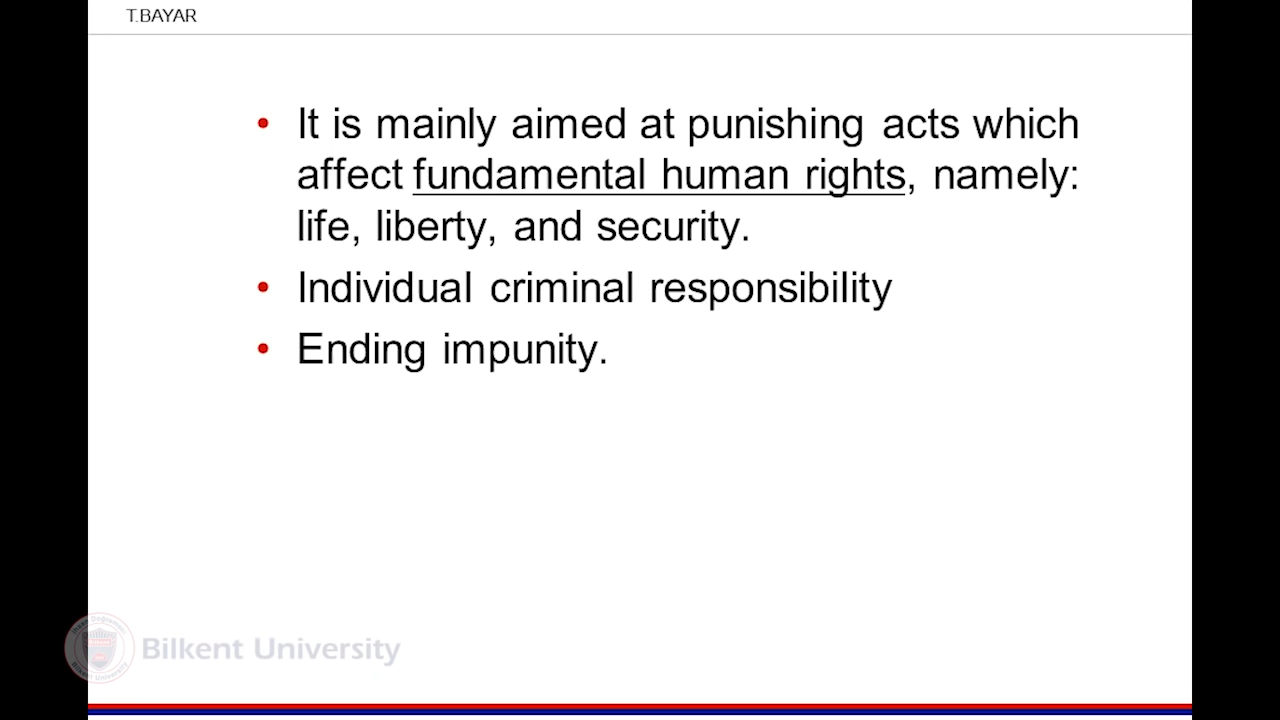 T.BAYAR
• It is mainly aimed at punishing acts which
affect fundamental human rights, namely:
life, liberty, and security.
• Individual criminal responsibility
• Ending impunity.
Bilkent University